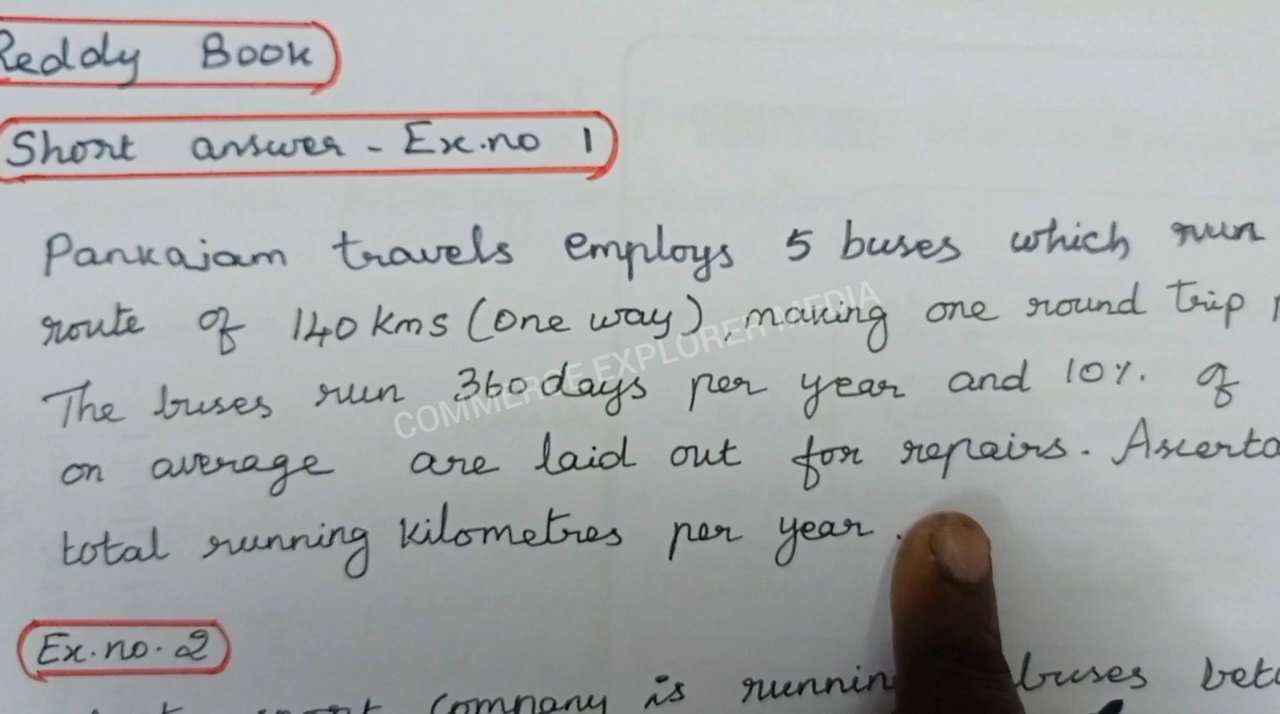 Reddy Book
Short answer - Ex.no 1
Pankajam travels employs 5 buses which run
route of 140 kms (one way), making one round trip
The buses run 360 days per year and 10%. of
on average are laid out for repairs. Ascerta
total running kilometres per year.
COMMERCE EXPLORER MEDIA
Ex.no.2
company is running buses bet